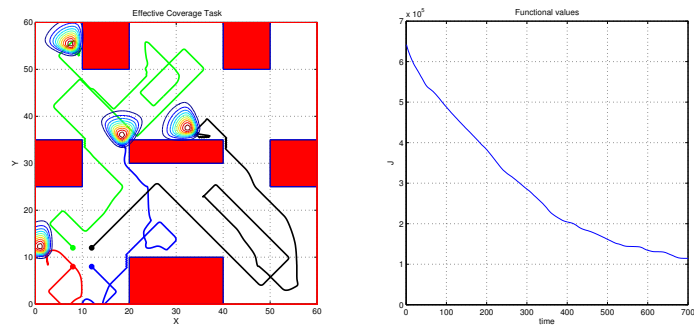 Effective Coverage Task
60
50
40
30
20
10
0
Y
0 10 20 30 40 50 60
X
Functional values
x 10^5
7
6
5
4
3
2
1
0
J
0 100 200 300 400 500 600 700
time